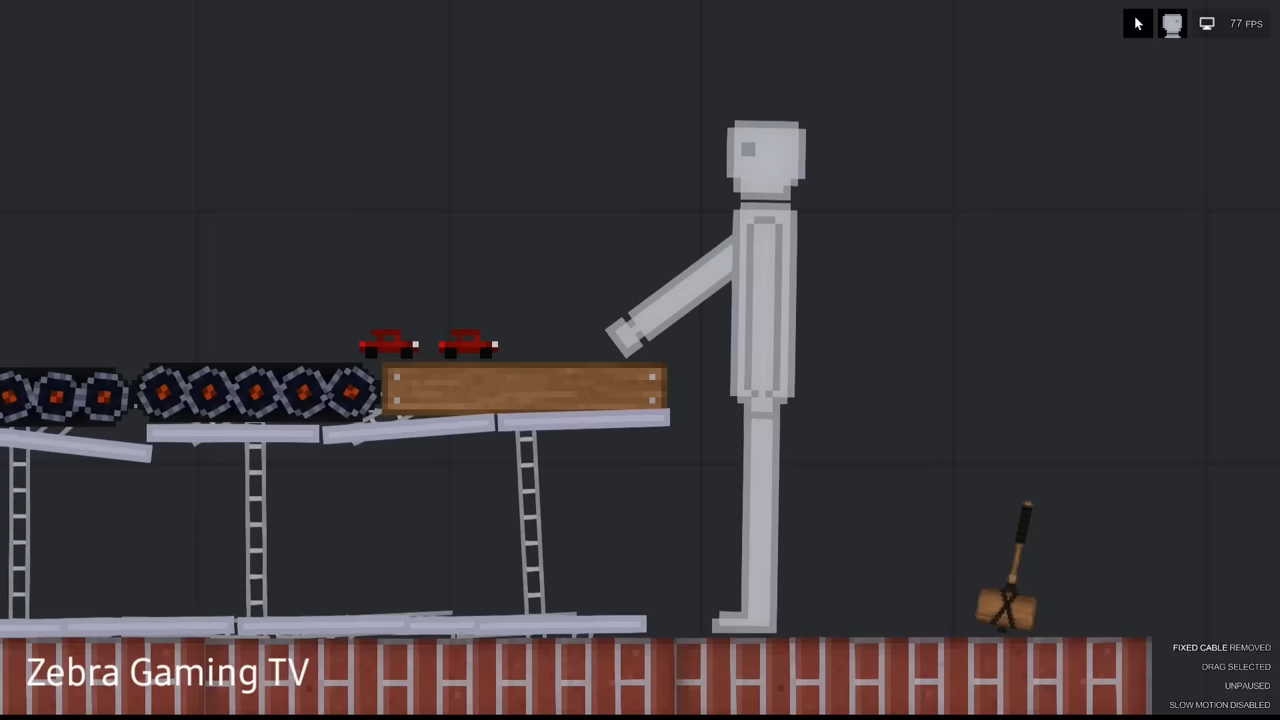 77 FPS
FIXED CABLE REMOVED
DRAG SELECTED
UNPAUSED
SLOW MOTION DISABLED
Zebra Gaming TV